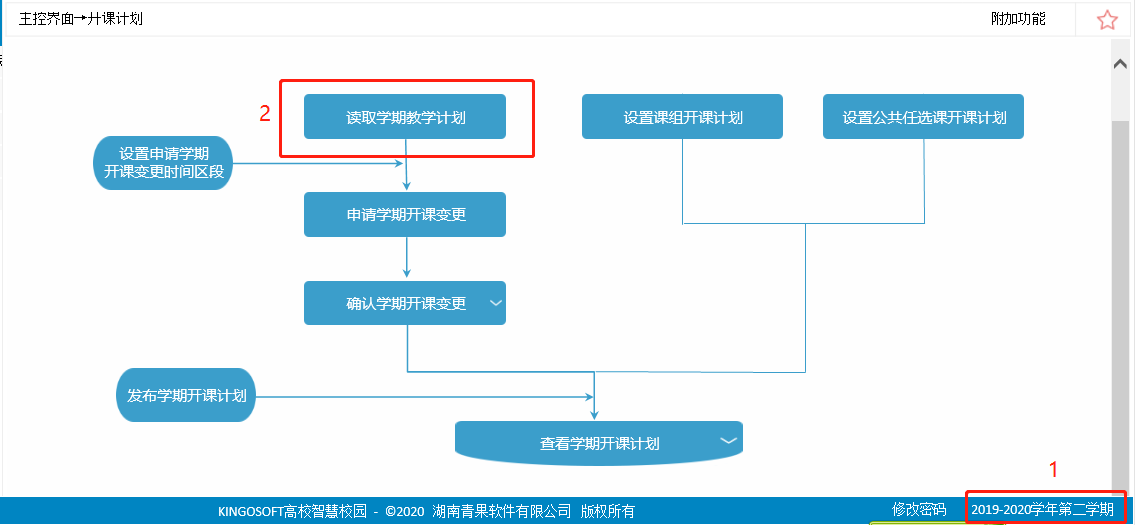 主控界面→开课计划
附加功能
2
读取学期教学计划
设置课组开课计划
设置公共任选课开课计划
设置申请学期
开课变更时间区段
申请学期开课变更
确认学期开课变更
发布学期开课计划
查看学期开课计划
1
KINGOSOFT高校智慧校园 - ©2020 湖南青果软件有限公司 版权所有
修改密码
2019-2020学年第二学期